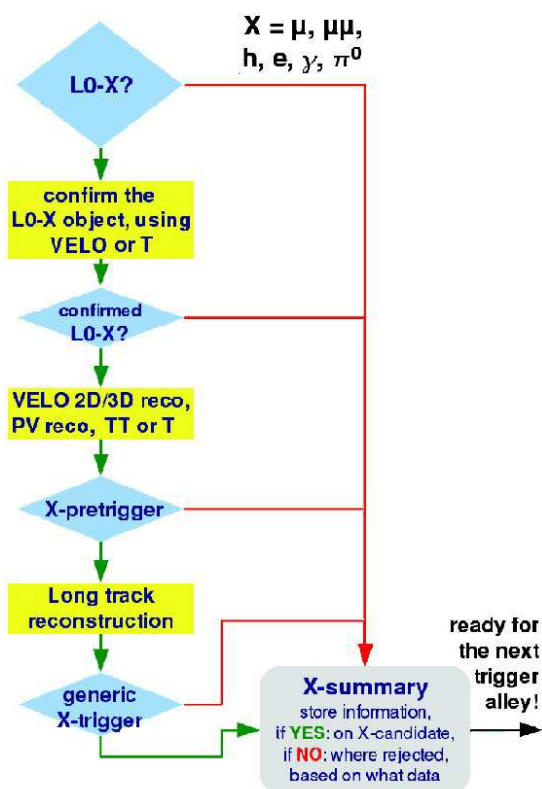 X = μ, μμ,
h, e, γ, π⁰
L0-X?
confirm the
L0-X object, using
VELO or T
confirmed
L0-X?
VELO 2D/3D reco,
PV reco, TT or T
X-pretrigger
Long track
reconstruction
generic
X-trigger
X-summary
store information,
if YES: on X-candidate,
if NO: where rejected,
based on what data
ready for
the next
trigger
alley!